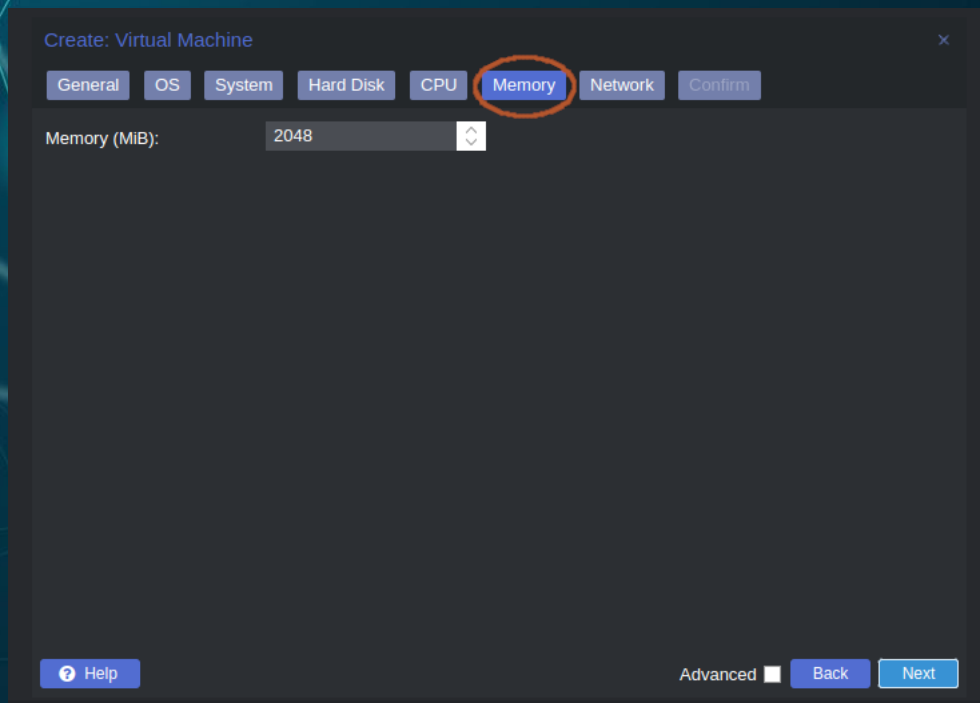 Create: Virtual Machine
General OS System Hard Disk CPU Memory Network Confirm
Memory (MiB): 2048
Help Advanced Back Next